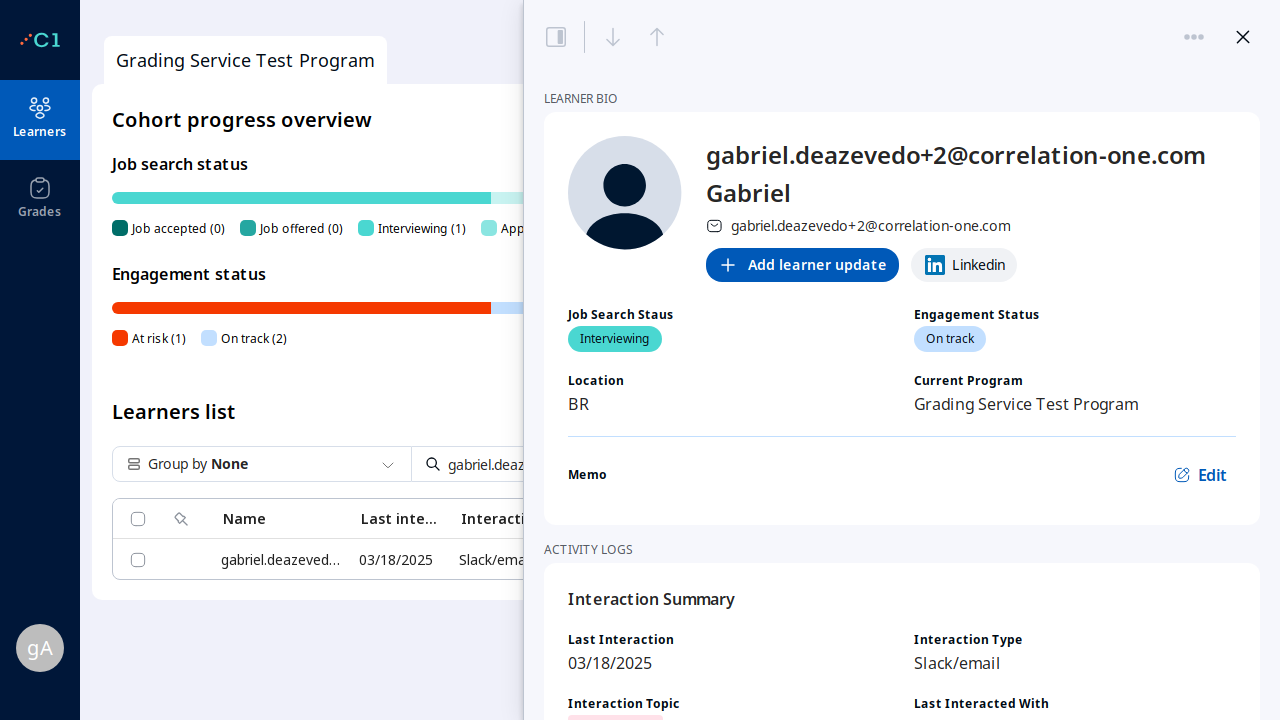 C1
Learners
Grades
gA
Grading Service Test Program
Cohort progress overview
Job search status
Job accepted (0)
Job offered (0)
Interviewing (1)
App
Engagement status
At risk (1)
On track (2)
Learners list
Group by None
gabriel.deaz
Name
Last inte...
Interacti
gabriel.deazeved...
03/18/2025
Slack/ema
LEARNER BIO
gabriel.deazevedo+2@correlation-one.com
Gabriel
gabriel.deazevedo+2@correlation-one.com
Add learner update
Linkedin
Job Search Staus
Engagement Status
Interviewing
On track
Location
Current Program
BR
Grading Service Test Program
Memo
Edit
ACTIVITY LOGS
Interaction Summary
Last Interaction
Interaction Type
03/18/2025
Slack/email
Interaction Topic
Last Interacted With